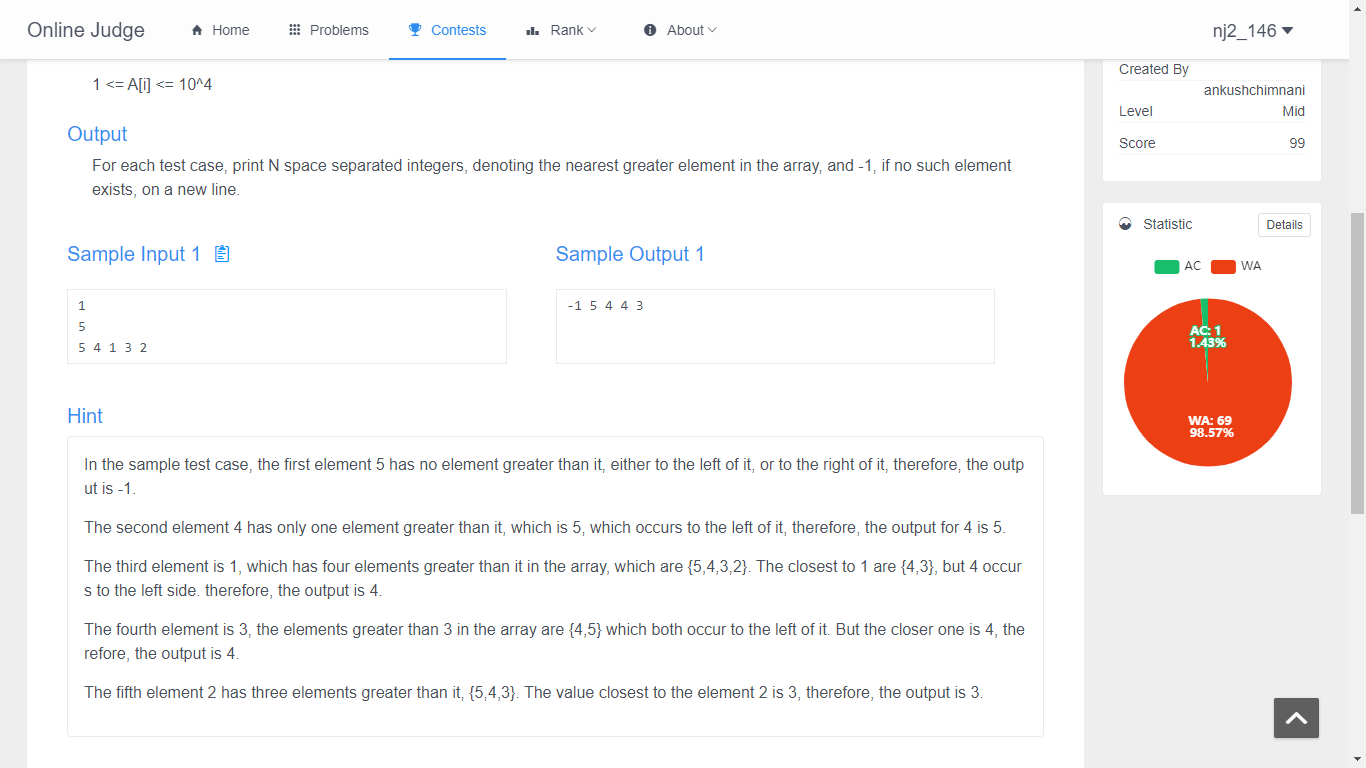 Online Judge
Home
Problems
Contests
Rank
About
nj2_146
1 <= A[i] <= 10^4
Output
For each test case, print N space separated integers, denoting the nearest greater element in the array, and -1, if no such element
exists, on a new line.
Sample Input 1
1
5
5 4 1 3 2
Sample Output 1
-1 5 4 4 3
Hint
In the sample test case, the first element 5 has no element greater than it, either to the left of it, or to the right of it, therefore, the outp
ut is -1.
The second element 4 has only one element greater than it, which is 5, which occurs to the left of it, therefore, the output for 4 is 5.
The third element is 1, which has four elements greater than it in the array, which are {5,4,3,2}. The closest to 1 are {4,3}, but 4 occur
s to the left side. therefore, the output is 4.
The fourth element is 3, the elements greater than 3 in the array are {4,5} which both occur to the left of it. But the closer one is 4, the
refore, the output is 4.
The fifth element 2 has three elements greater than it, {5,4,3}. The value closest to the element 2 is 3, therefore, the output is 3.
Created By
ankushchimnani
Level Mid
Score 99
Statistic
Details
AC WA
AC: 1
1.43%
WA: 69
98.57%